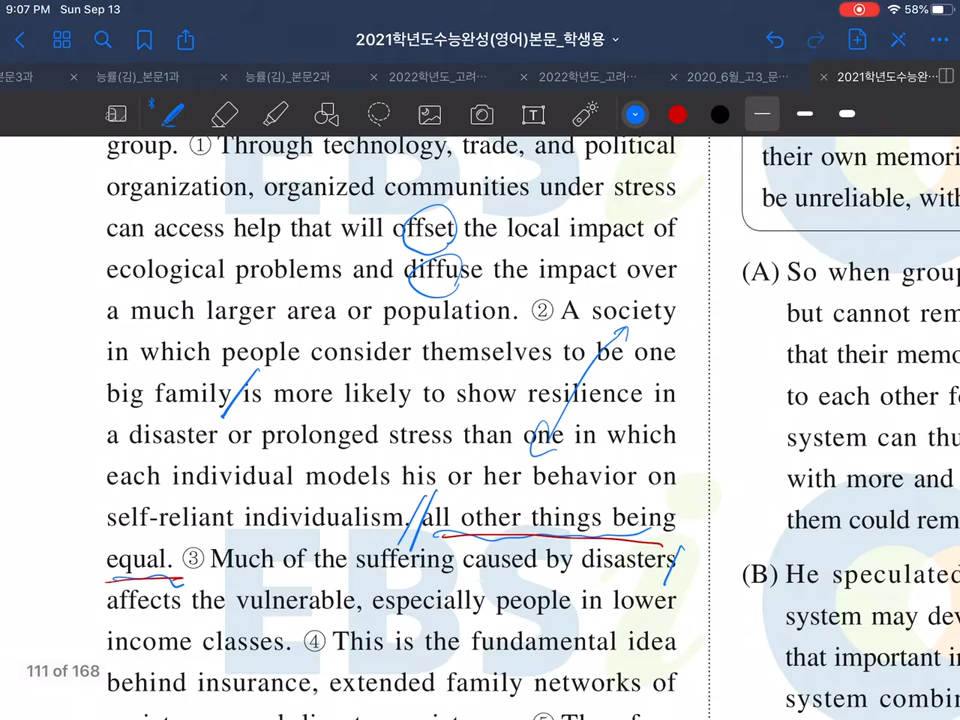 9:07 PM Sun Sep 13
58%
2021학년도수능완성(영어)본문_학생용
본문3과
능률(김)_본문1과
능률(김)_본문2과
2022학년도_고려…
2022학년도_고려…
2020_6월_고3_문…
2021학년도수능완…
T
group. ① Through technology, trade, and political
organization, organized communities under stress
can access help that will offset the local impact of
ecological problems and diffuse the impact over
a much larger area or population. ② A society
in which people consider themselves to be one
big family is more likely to show resilience in
a disaster or prolonged stress than one in which
each individual models his or her behavior on
self-reliant individualism, all other things being
equal. ③ Much of the suffering caused by disasters
affects the vulnerable, especially people in lower
income classes. ④ This is the fundamental idea
behind insurance, extended family networks of
111 of 168
their own memori
be unreliable, with
(A) So when group
but cannot rem
that their memo
to each other fo
system can thu
with more and
them could rem
(B) He speculated
system may dev
that important in
system combin
EBSi